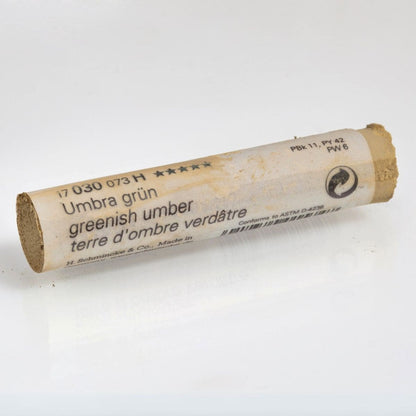 17 030 073 H ★★★★★
PBk 11, PY 42
PW 6
Umbra grün
greenish umber
terre d'ombre verdâtre
Conforms to ASTM D-4236
H. Schmincke & Co., Made in